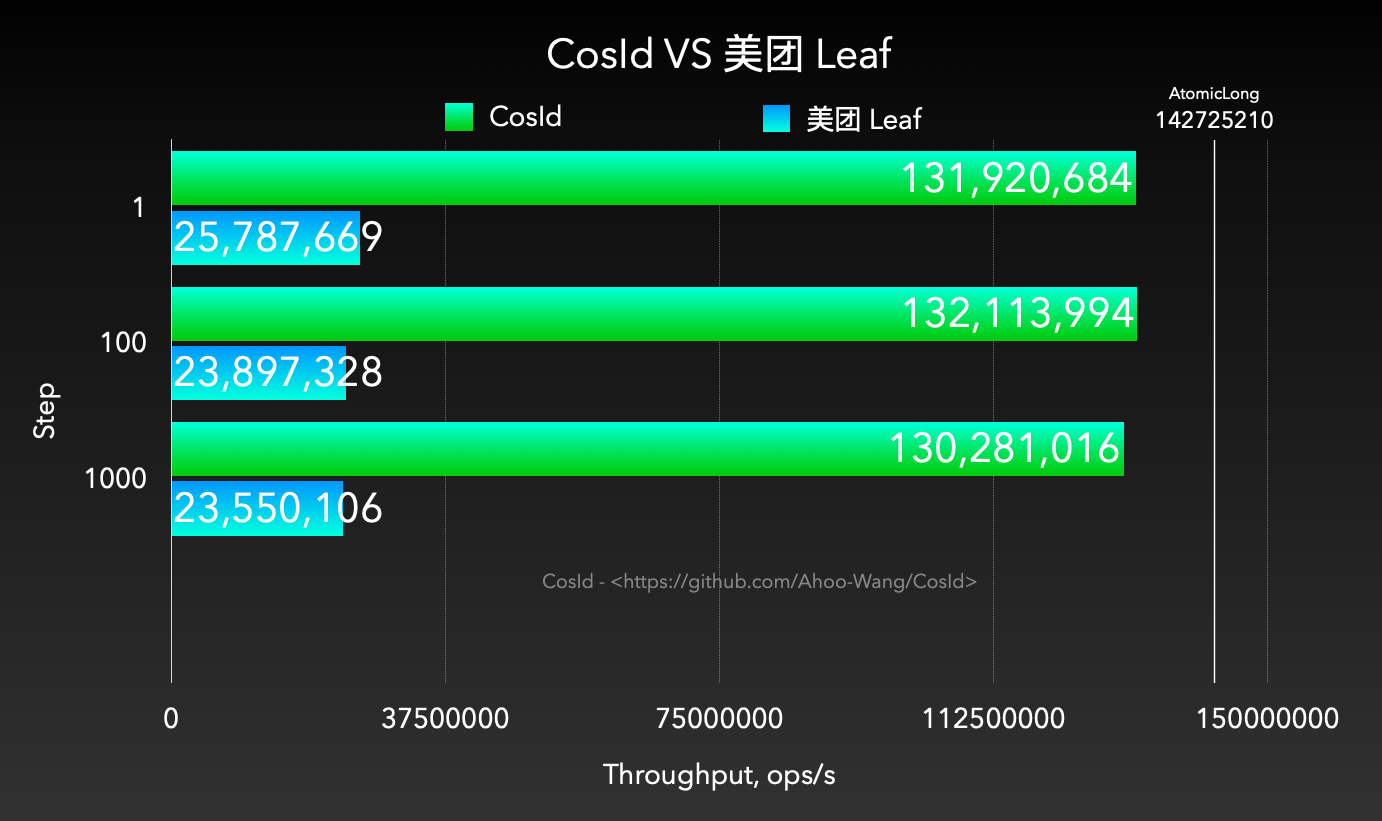 CosId VS 美团 Leaf
CosId
美团 Leaf
AtomicLong
142725210
131,920,684
1
25,787,669
132,113,994
100
23,897,328
Step
130,281,016
1000
23,550,106
CosId - <https://github.com/Ahoo-Wang/CosId>
0 37500000 75000000 112500000 150000000
Throughput, ops/s